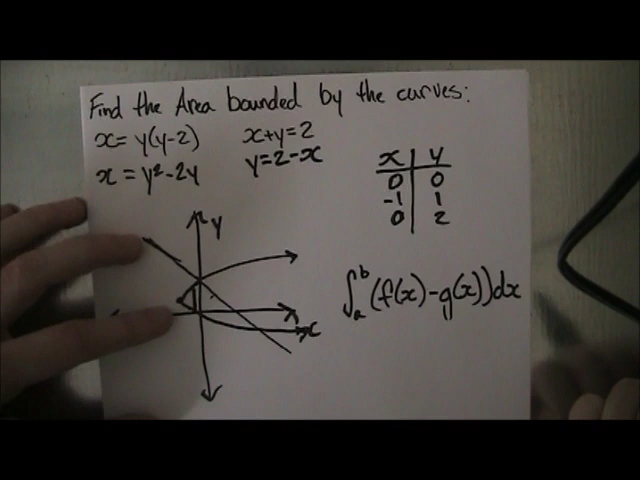 Find the Area bounded by the curves:
x = y(y-2) x+y=2
x = y²-2y y=2-x
x y
0 0
-1 1
0 2
y
∫ₐᵇ (f(x) - g(x)) dx
x